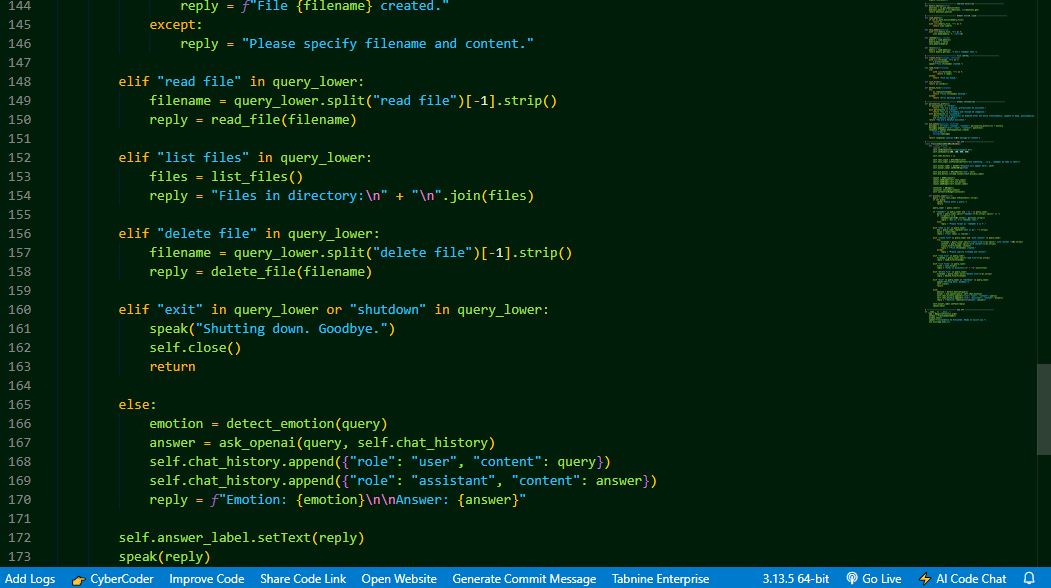 144 reply = f"File {filename} created."
145 except:
146 reply = "Please specify filename and content."
147
148 elif "read file" in query_lower:
149 filename = query_lower.split("read file")[-1].strip()
150 reply = read_file(filename)
151
152 elif "list files" in query_lower:
153 files = list_files()
154 reply = "Files in directory:\n" + "\n".join(files)
155
156 elif "delete file" in query_lower:
157 filename = query_lower.split("delete file")[-1].strip()
158 reply = delete_file(filename)
159
160 elif "exit" in query_lower or "shutdown" in query_lower:
161 speak("Shutting down. Goodbye.")
162 self.close()
163 return
164
165 else:
166 emotion = detect_emotion(query)
167 answer = ask_openai(query, self.chat_history)
168 self.chat_history.append({"role": "user", "content": query})
169 self.chat_history.append({"role": "assistant", "content": answer})
170 reply = f"Emotion: {emotion}\n\nAnswer: {answer}"
171
172 self.answer_label.setText(reply)
173 speak(reply)
Add Logs 👉 CyberCoder Improve Code Share Code Link Open Website Generate Commit Message Tabnine Enterprise 3.13.5 64-bit Go Live ⚡ AI Code Chat